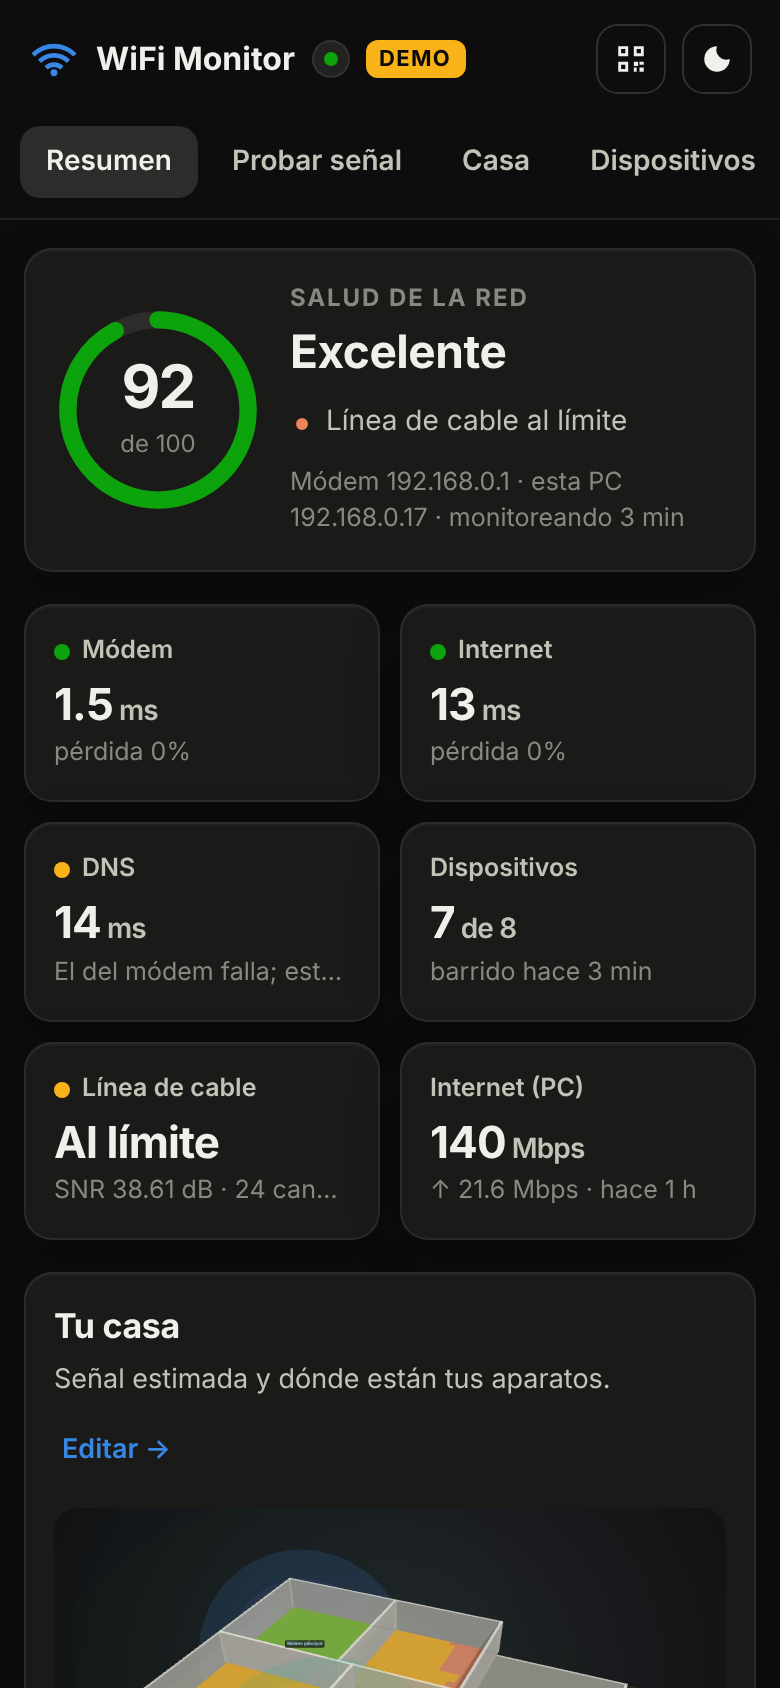 WiFi Monitor
DEMO
Resumen
Probar señal
Casa
Dispositivos
SALUD DE LA RED
92
de 100
Excelente
Línea de cable al límite
Módem 192.168.0.1 · esta PC
192.168.0.17 · monitoreando 3 min
Módem
1.5 ms
pérdida 0%
Internet
13 ms
pérdida 0%
DNS
14 ms
El del módem falla; est...
Dispositivos
7 de 8
barrido hace 3 min
Línea de cable
Al límite
SNR 38.61 dB · 24 can...
Internet (PC)
140 Mbps
↑ 21.6 Mbps · hace 1 h
Tu casa
Señal estimada y dónde están tus aparatos.
Editar →